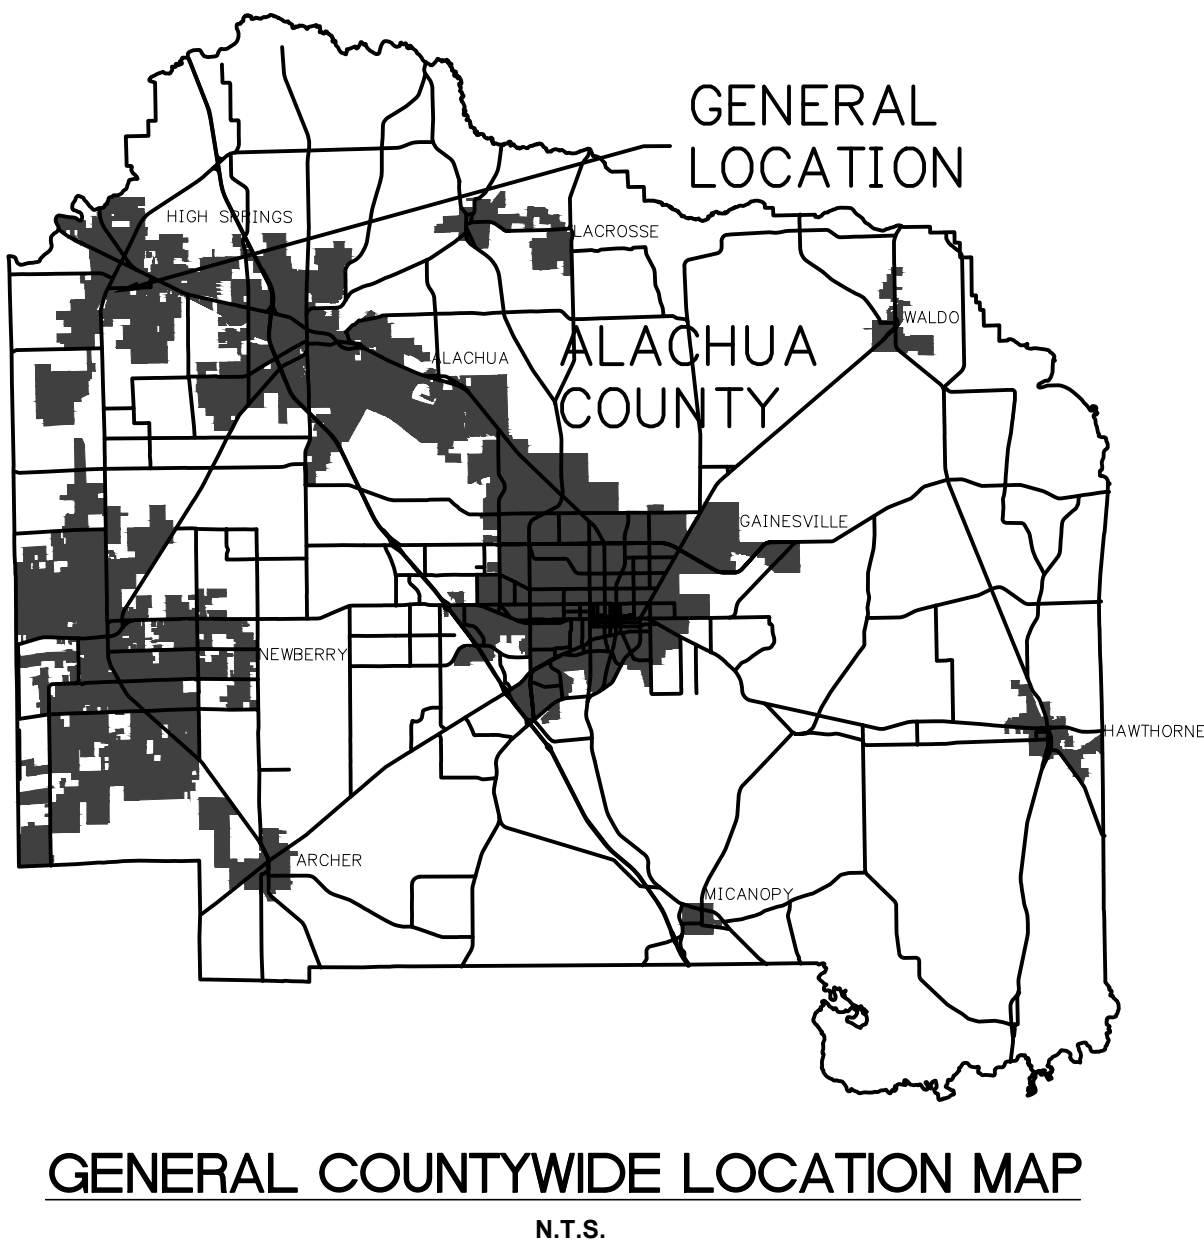 GENERAL
LOCATION
HIGH SPRINGS
LACROSSE
WALDO
ALACHUA
COUNTY
ALACHUA
GAINESVILLE
NEWBERRY
HAWTHORNE
ARCHER
MICANOPY
GENERAL COUNTYWIDE LOCATION MAP
N.T.S.